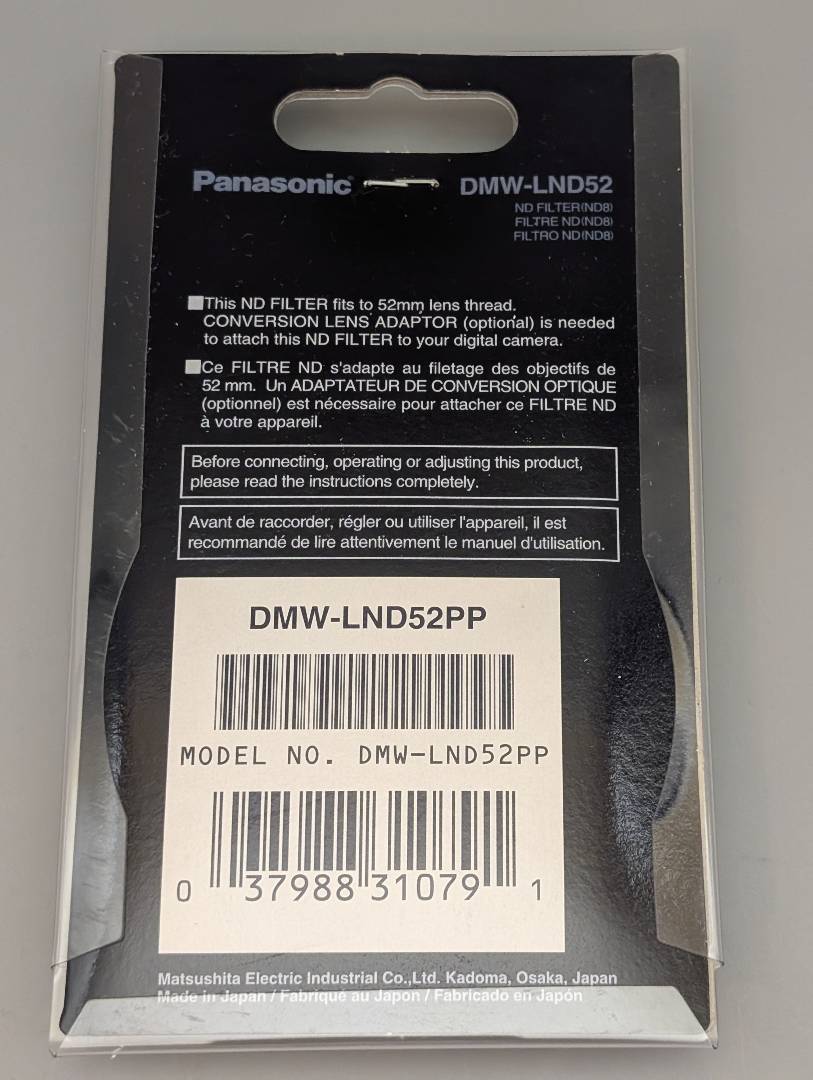 Panasonic
DMW-LND52
ND FILTER(ND8)
FILTRE ND(ND8)
FILTRO ND(ND8)
■This ND FILTER fits to 52mm lens thread.
CONVERSION LENS ADAPTOR (optional) is needed
to attach this ND FILTER to your digital camera.
■Ce FILTRE ND s'adapte au filetage des objectifs de
52 mm. Un ADAPTATEUR DE CONVERSION OPTIQUE
(optionnel) est nécessaire pour attacher ce FILTRE ND
à votre appareil.
Before connecting, operating or adjusting this product,
please read the instructions completely.
Avant de raccorder, régler ou utiliser l'appareil, il est
recommandé de lire attentivement le manuel d'utilisation.
DMW-LND52PP
MODEL NO. DMW-LND52PP
0 37988 31079 1
Matsushita Electric Industrial Co.,Ltd. Kadoma, Osaka, Japan
Made in Japan / Fabriqué au Japon / Fabricado en Japón